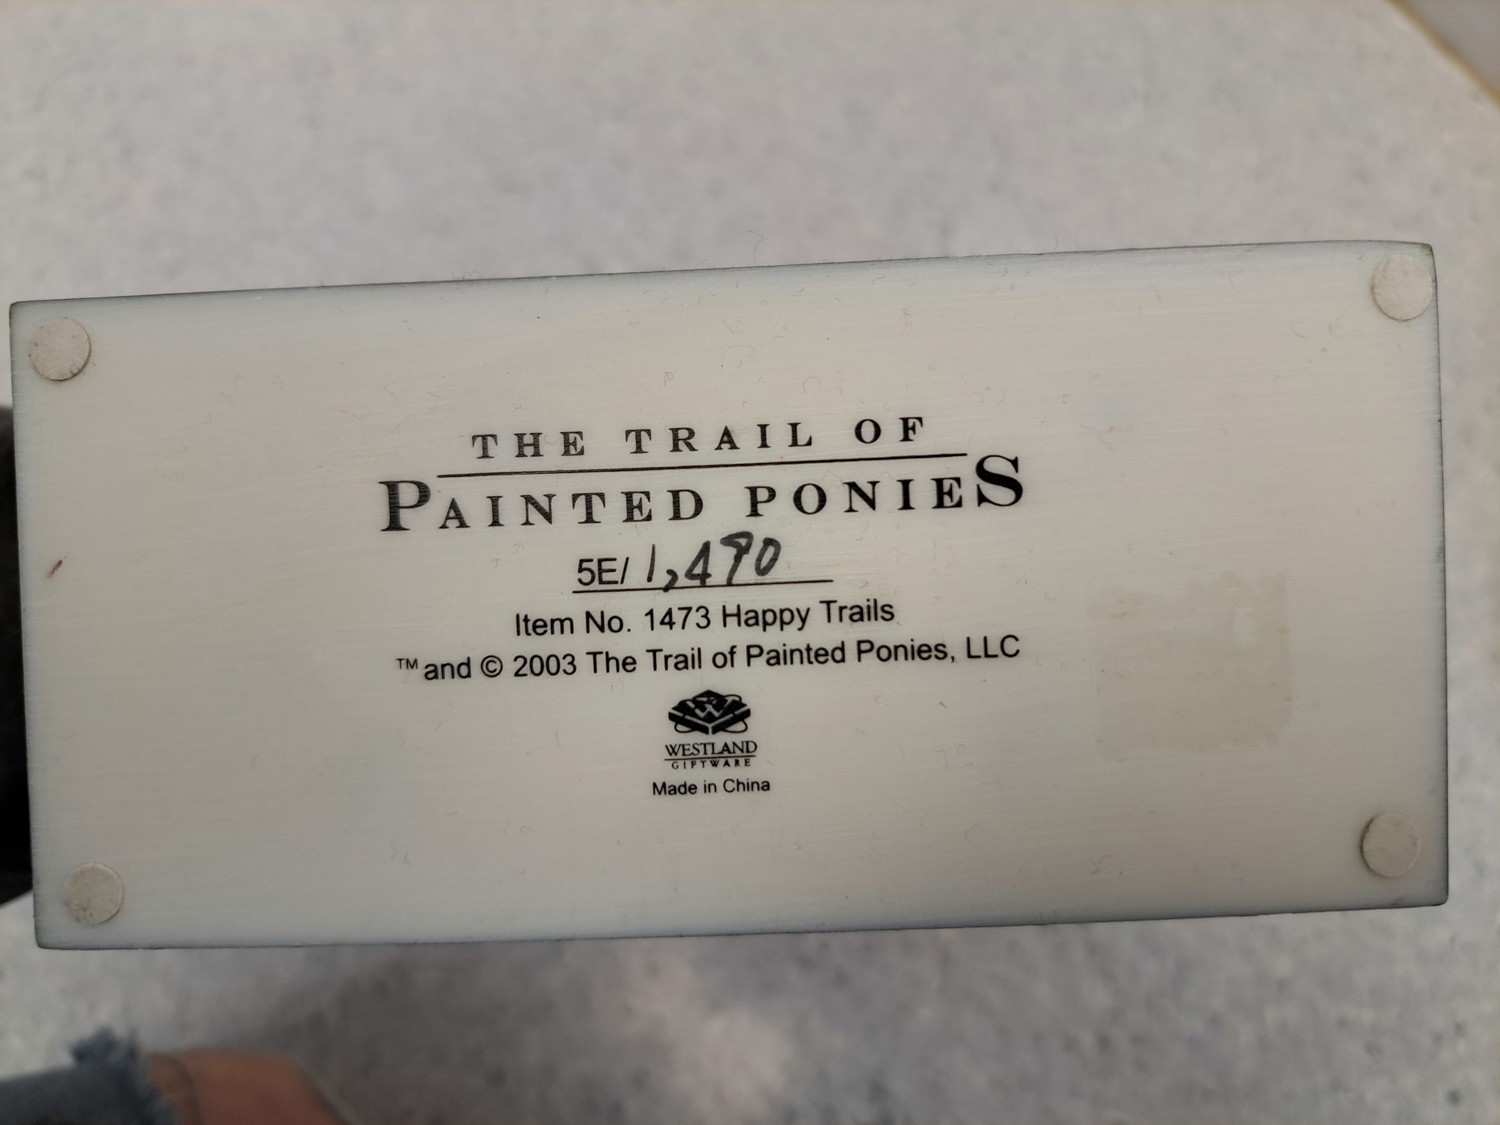 THE TRAIL OF
PAINTED PONIES
5E/ 1,490
Item No. 1473 Happy Trails
™ and © 2003 The Trail of Painted Ponies, LLC
WESTLAND
GIFTWARE
Made in China